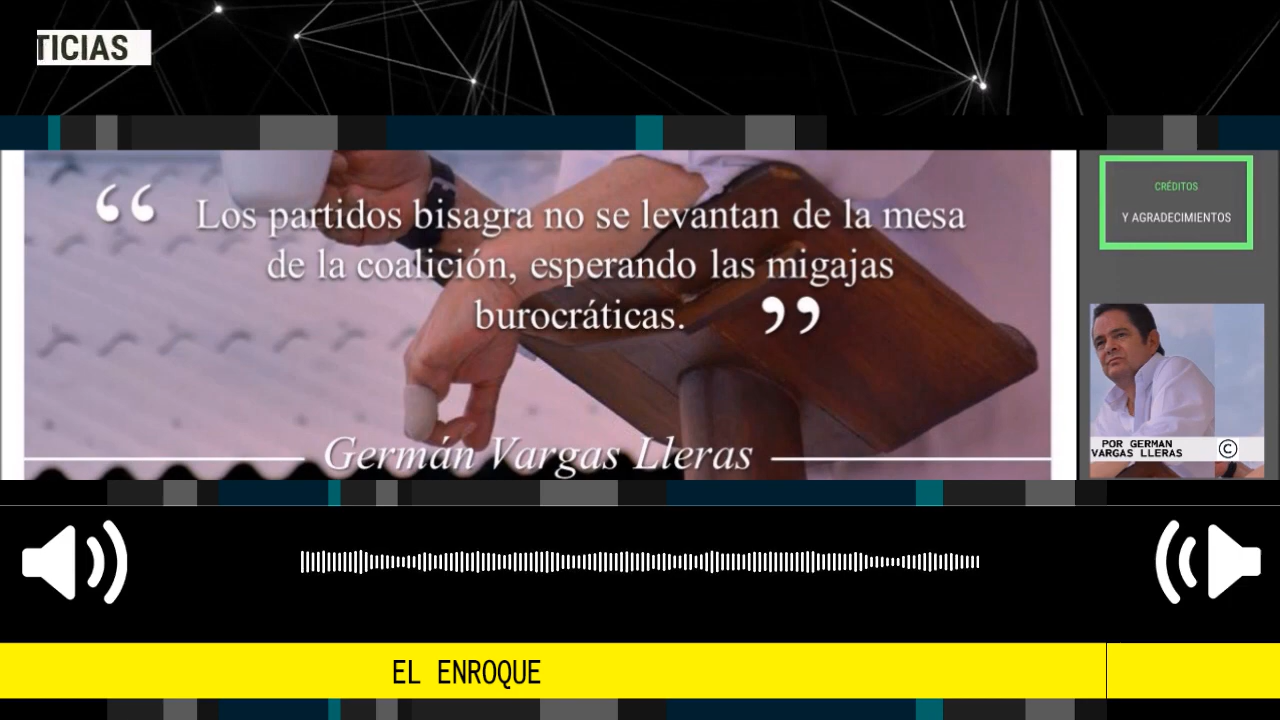 TICIAS
“ Los partidos bisagra no se levantan de la mesa
de la coalición, esperando las migajas
burocráticas. ”
Germán Vargas Lleras
CRÉDITOS
Y AGRADECIMIENTOS
POR GERMAN
VARGAS LLERAS
©
EL ENROQUE